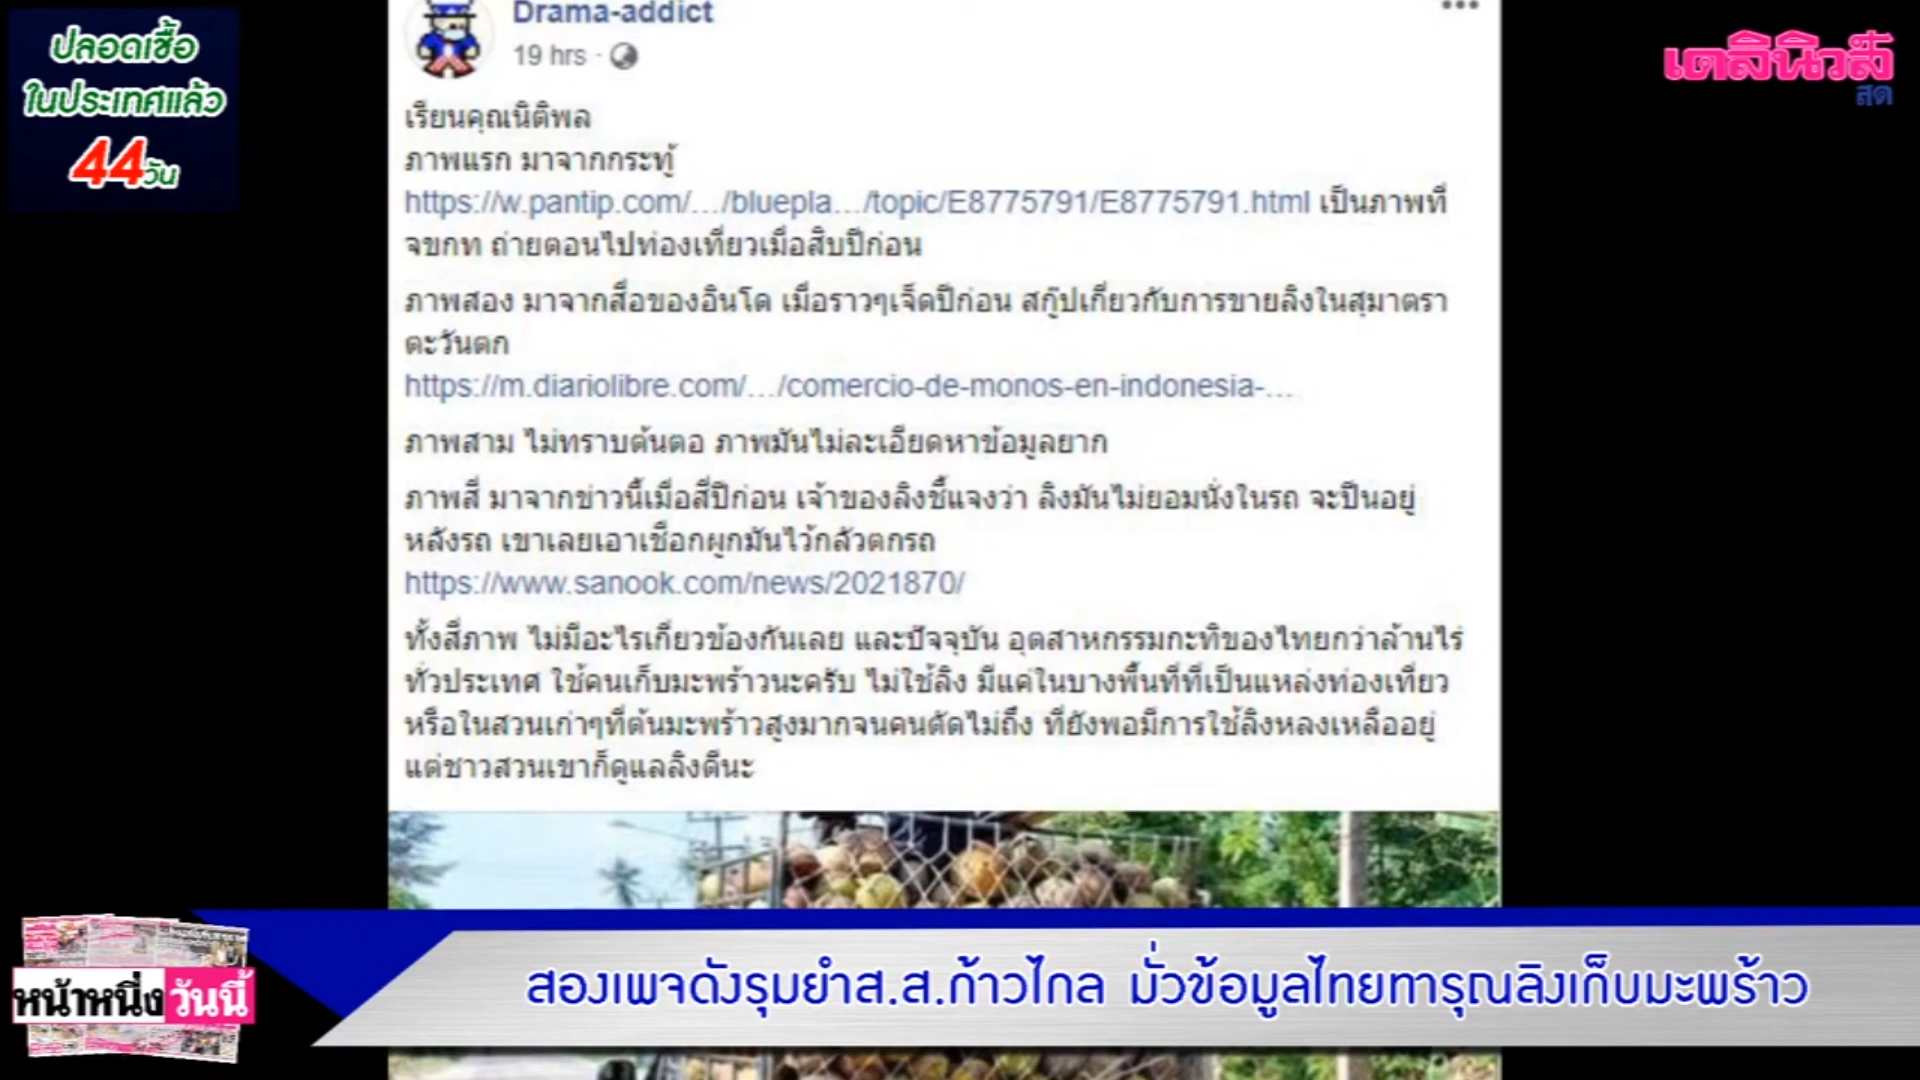 ปลอดเชื้อ
ในประเทศแล้ว
44วัน
Drama-addict
19 hrs ·
เดลินิวส์
สด
เรียนคุณนิติพล
ภาพแรก มาจากกระทู้
https://w.pantip.com/…/bluepla…/topic/E8775791/E8775791.html เป็นภาพที่
จขกท ถ่ายตอนไปท่องเที่ยวเมื่อสิบปีก่อน
ภาพสอง มาจากสื่อของอินโด เมื่อราวๆเจ็ดปีก่อน สกู๊ปเกี่ยวกับการขายลิงในสุมาตรา
ตะวันตก
https://m.diariolibre.com/…/comercio-de-monos-en-indonesia-…
ภาพสาม ไม่ทราบต้นตอ ภาพมันไม่ละเอียดหาข้อมูลยาก
ภาพสี่ มาจากข่าวนี้เมื่อสี่ปีก่อน เจ้าของลิงชี้แจงว่า ลิงมันไม่ยอมนั่งในรถ จะปีนอยู่
หลังรถ เขาเลยเอาเชือกผูกมันไว้กลัวตกรถ
https://www.sanook.com/news/2021870/
ทั้งสี่ภาพ ไม่มีอะไรเกี่ยวข้องกันเลย และปัจจุบัน อุตสาหกรรมกะทิของไทยกว่าล้านไร่
ทั่วประเทศ ใช้คนเก็บมะพร้าวนะครับ ไม่ใช้ลิง มีแค่ในบางพื้นที่ที่เป็นแหล่งท่องเที่ยว
หรือในสวนเก่าๆที่ต้นมะพร้าวสูงมากจนคนตัดไม่ถึง ที่ยังพอมีการใช้ลิงหลงเหลืออยู่
แต่ชาวสวนเขาก็ดูแลลิงดีนะ
หน้าหนึ่ง วันนี้
สองเพจดังรุมยำส.ส.ก้าวไกล มั่วข้อมูลไทยทารุณลิงเก็บมะพร้าว